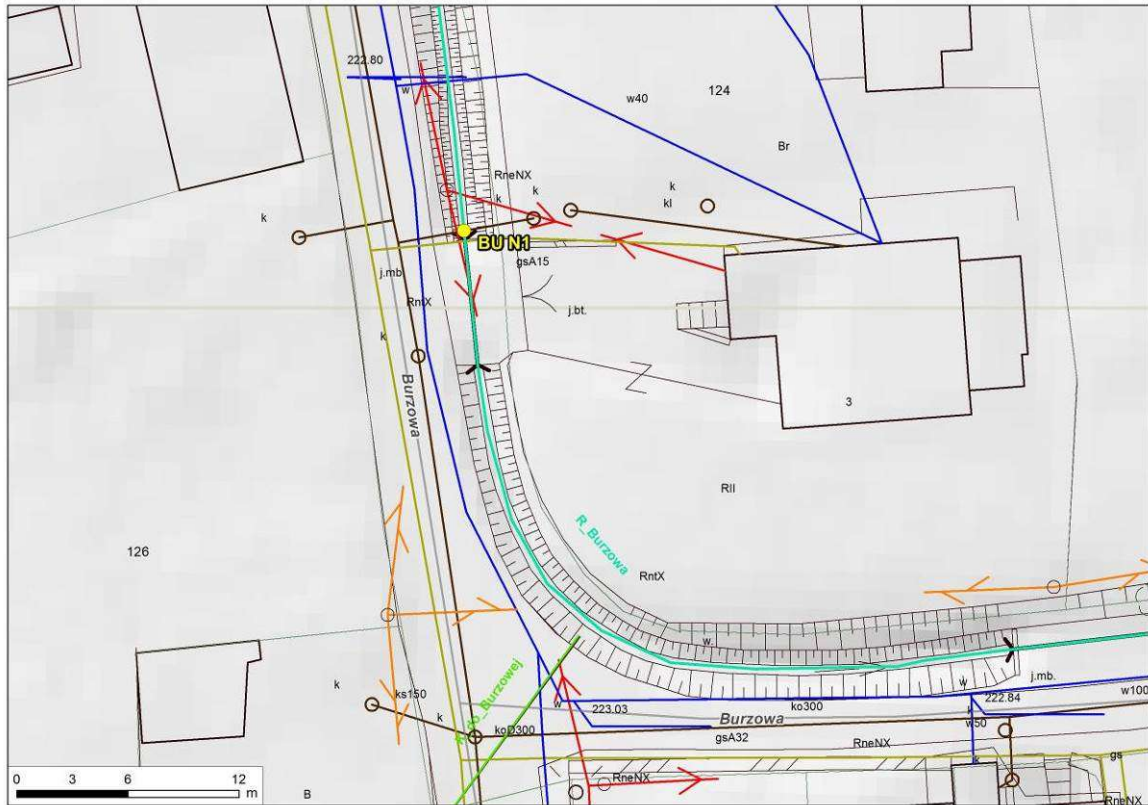 222.80
w
w40
124
Br
RneNX
k
k
k
kl
k
BU N1
gsA15
j.mb
RntX
j.bt.
k
Burzowa
3
RII
126
R_Burzowa
RntX
w
k
ks150
k
w
223.03
ko300
w
222.84
j.mb.
w100
Burzowa
k
w50
koD300
gsA32
RneNX
k
gs
RneNX
RneNX
B
0 3 6 12
m